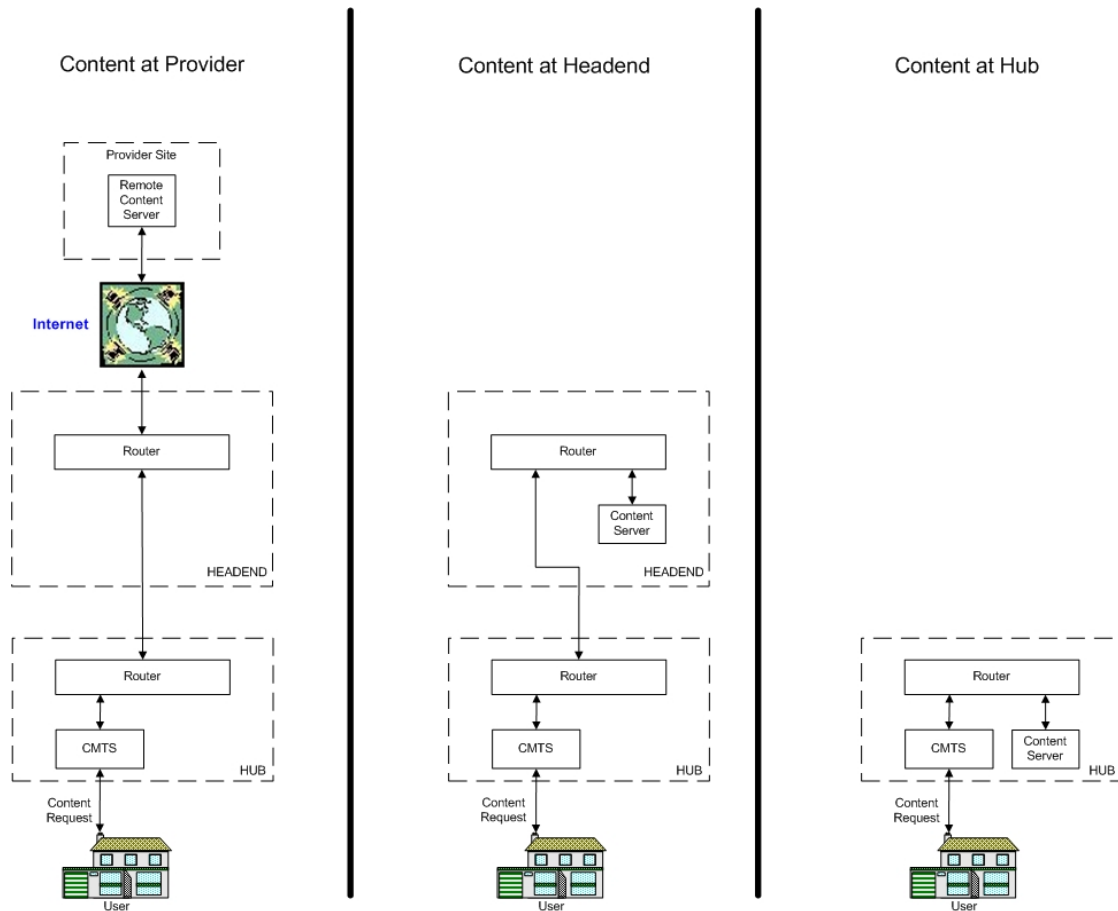 Content at Provider
Provider Site
Remote
Content
Server
Internet
Router
HEADEND
Router
CMTS
HUB
Content
Request
User
Content at Headend
Router
Content
Server
HEADEND
Router
CMTS
HUB
Content
Request
User
Content at Hub
Router
CMTS
Content
Server
HUB
Content
Request
User